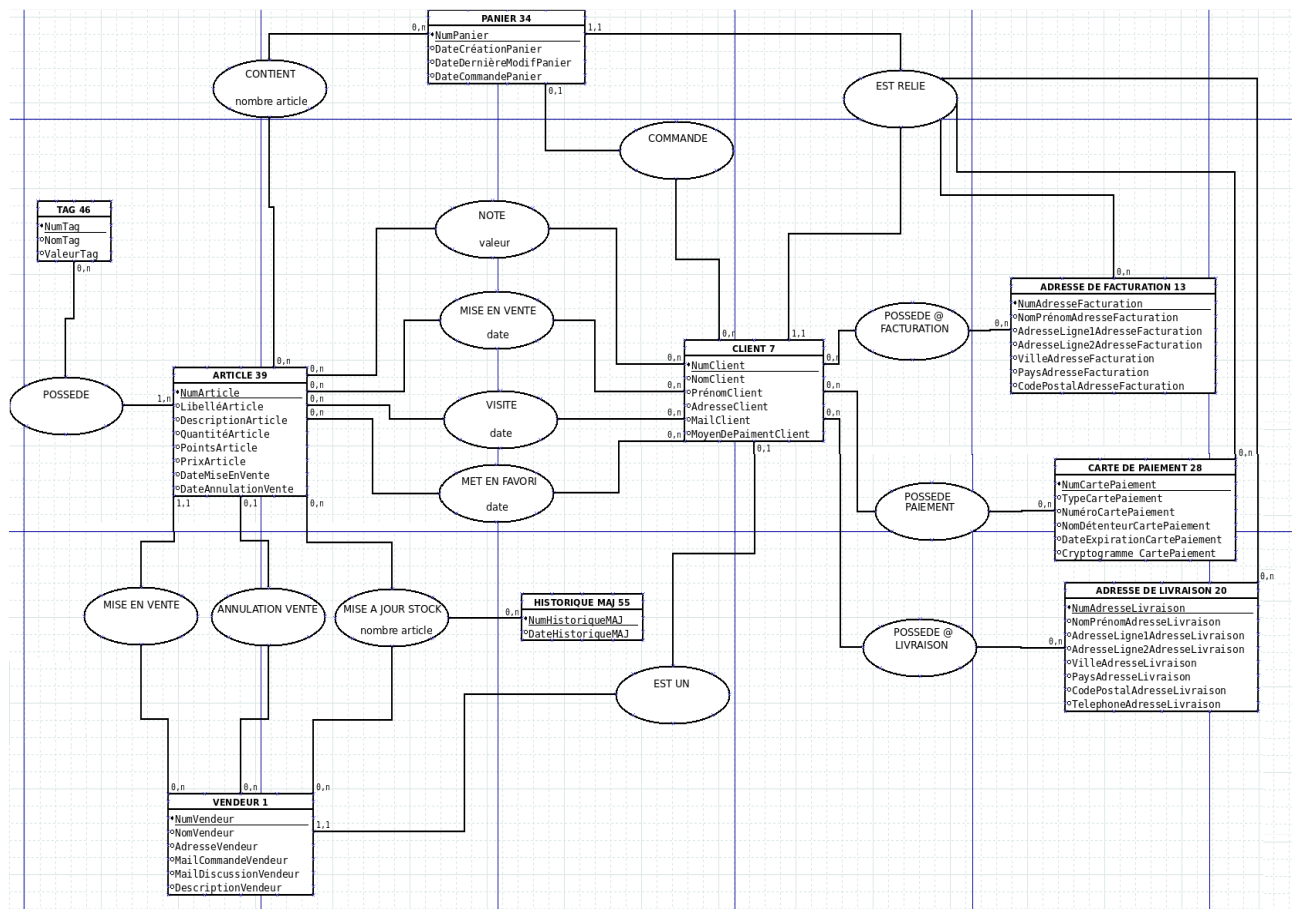 PANIER 34
NumPanier
DateCréationPanier
DateDernièreModifPanier
DateCommandePanier
0,n
1,1
0,1
CONTIENT
nombre article
EST RELIE
COMMANDE
TAG 46
NumTag
NomTag
ValeurTag
0,n
NOTE
valeur
MISE EN VENTE
date
VISITE
date
MET EN FAVORI
date
POSSEDE
1,n
0,n
ARTICLE 39
NumArticle
LibelléArticle
DescriptionArticle
QuantitéArticle
PointsArticle
PrixArticle
DateMiseEnVente
DateAnnulationVente
0,n
0,n
0,n
0,n
1,1
0,1
0,n
0,n
1,1
CLIENT 7
NumClient
NomClient
PrénomClient
AdresseClient
MailClient
MoyenDePaimentClient
0,n
0,n
0,n
0,n
0,n
0,n
0,n
0,1
POSSEDE @
FACTURATION
0,n
0,n
ADRESSE DE FACTURATION 13
NumAdresseFacturation
NomPrénomAdresseFacturation
AdresseLigne1AdresseFacturation
AdresseLigne2AdresseFacturation
VilleAdresseFacturation
PaysAdresseFacturation
CodePostalAdresseFacturation
POSSEDE
PAIEMENT
0,n
0,n
CARTE DE PAIEMENT 28
NumCartePaiement
TypeCartePaiement
NuméroCartePaiement
NomDétenteurCartePaiement
DateExpirationCartePaiement
Cryptogramme CartePaiement
POSSEDE @
LIVRAISON
0,n
0,n
ADRESSE DE LIVRAISON 20
NumAdresseLivraison
NomPrénomAdresseLivraison
AdresseLigne1AdresseLivraison
AdresseLigne2AdresseLivraison
VilleAdresseLivraison
PaysAdresseLivraison
CodePostalAdresseLivraison
TelephoneAdresseLivraison
MISE EN VENTE
ANNULATION VENTE
MISE A JOUR STOCK
nombre article
0,n
HISTORIQUE MAJ 55
NumHistoriqueMAJ
DateHistoriqueMAJ
EST UN
0,n
0,n
0,n
VENDEUR 1
NumVendeur
NomVendeur
AdresseVendeur
MailCommandeVendeur
MailDiscussionVendeur
DescriptionVendeur
1,1